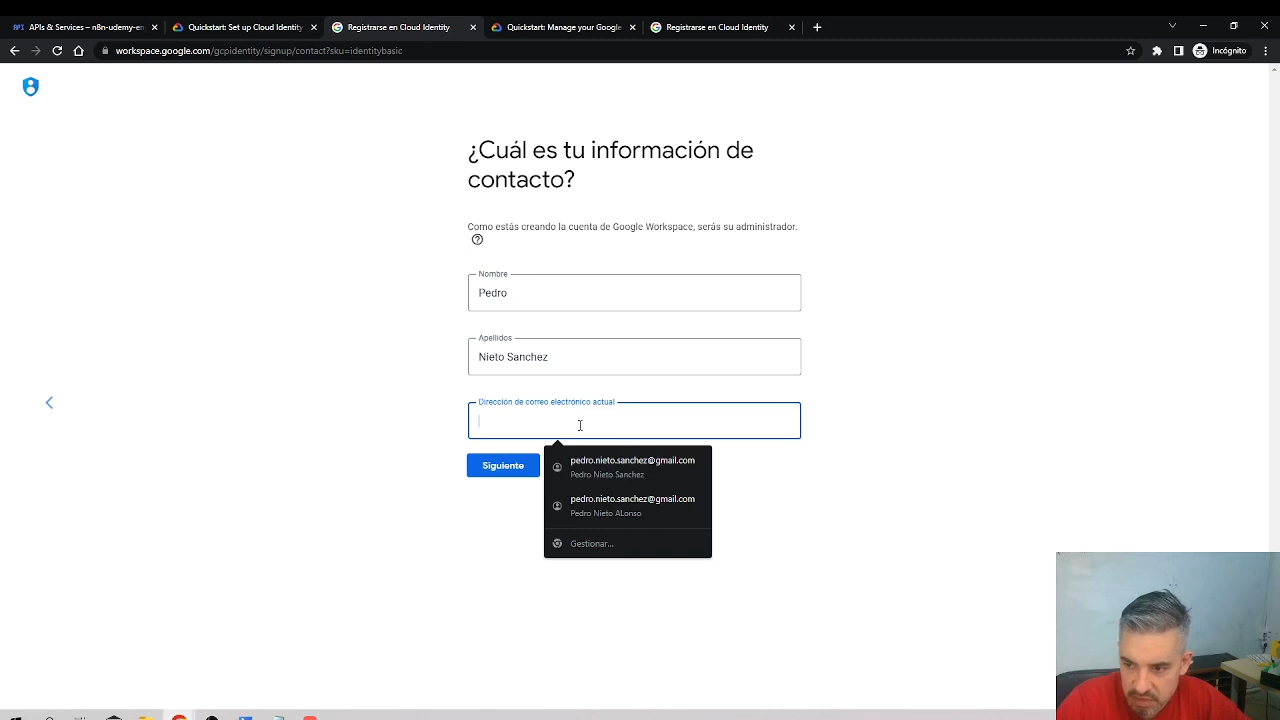 APIs & Services – n8n-udemy-en
Quickstart: Set up Cloud Identity
Registrarse en Cloud Identity
Quickstart: Manage your Google
Registrarse en Cloud Identity
workspace.google.com/gcpidentity/signup/contact?sku=identitybasic
Incógnito
¿Cuál es tu información de
contacto?
Como estás creando la cuenta de Google Workspace, serás su administrador.
Nombre
Pedro
Apellidos
Nieto Sanchez
Dirección de correo electrónico actual
Siguiente
pedro.nieto.sanchez@gmail.com
Pedro Nieto Sanchez
pedro.nieto.sanchez@gmail.com
Pedro Nieto ALonso
Gestionar...